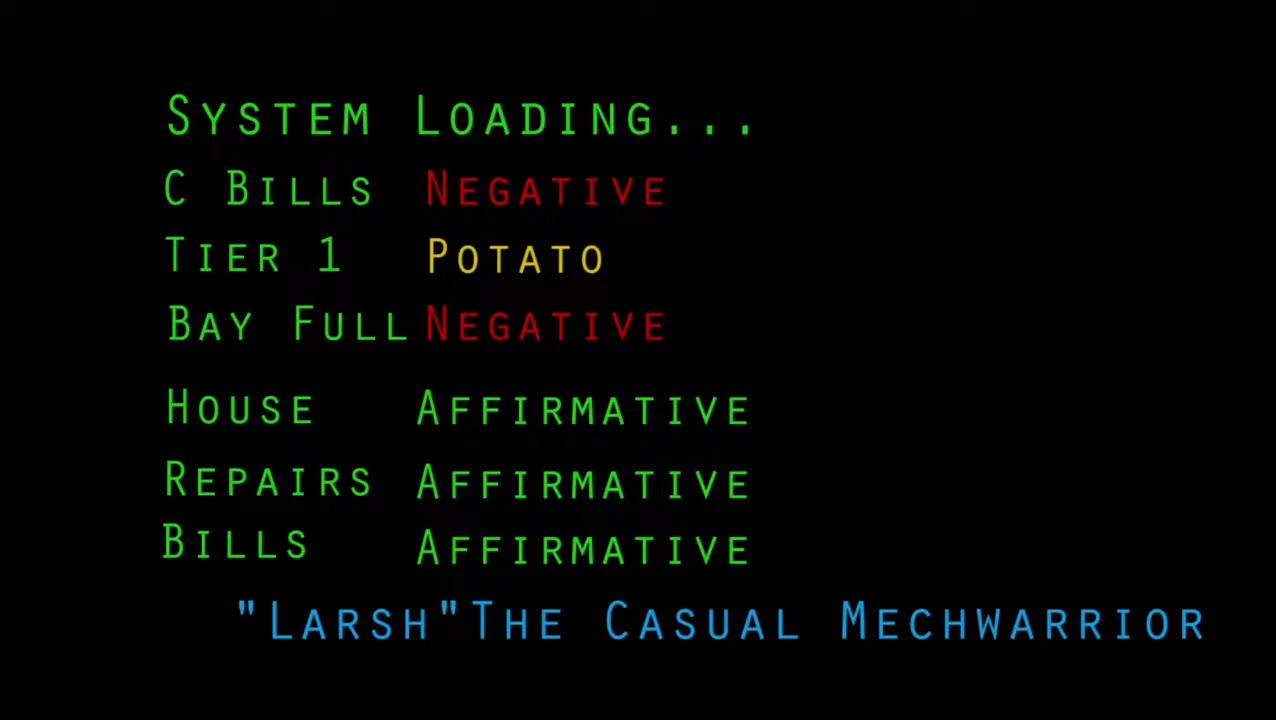 System Loading...
C Bills Negative
Tier 1 Potato
Bay Full Negative
House Affirmative
Repairs Affirmative
Bills Affirmative
"Larsh"The Casual Mechwarrior